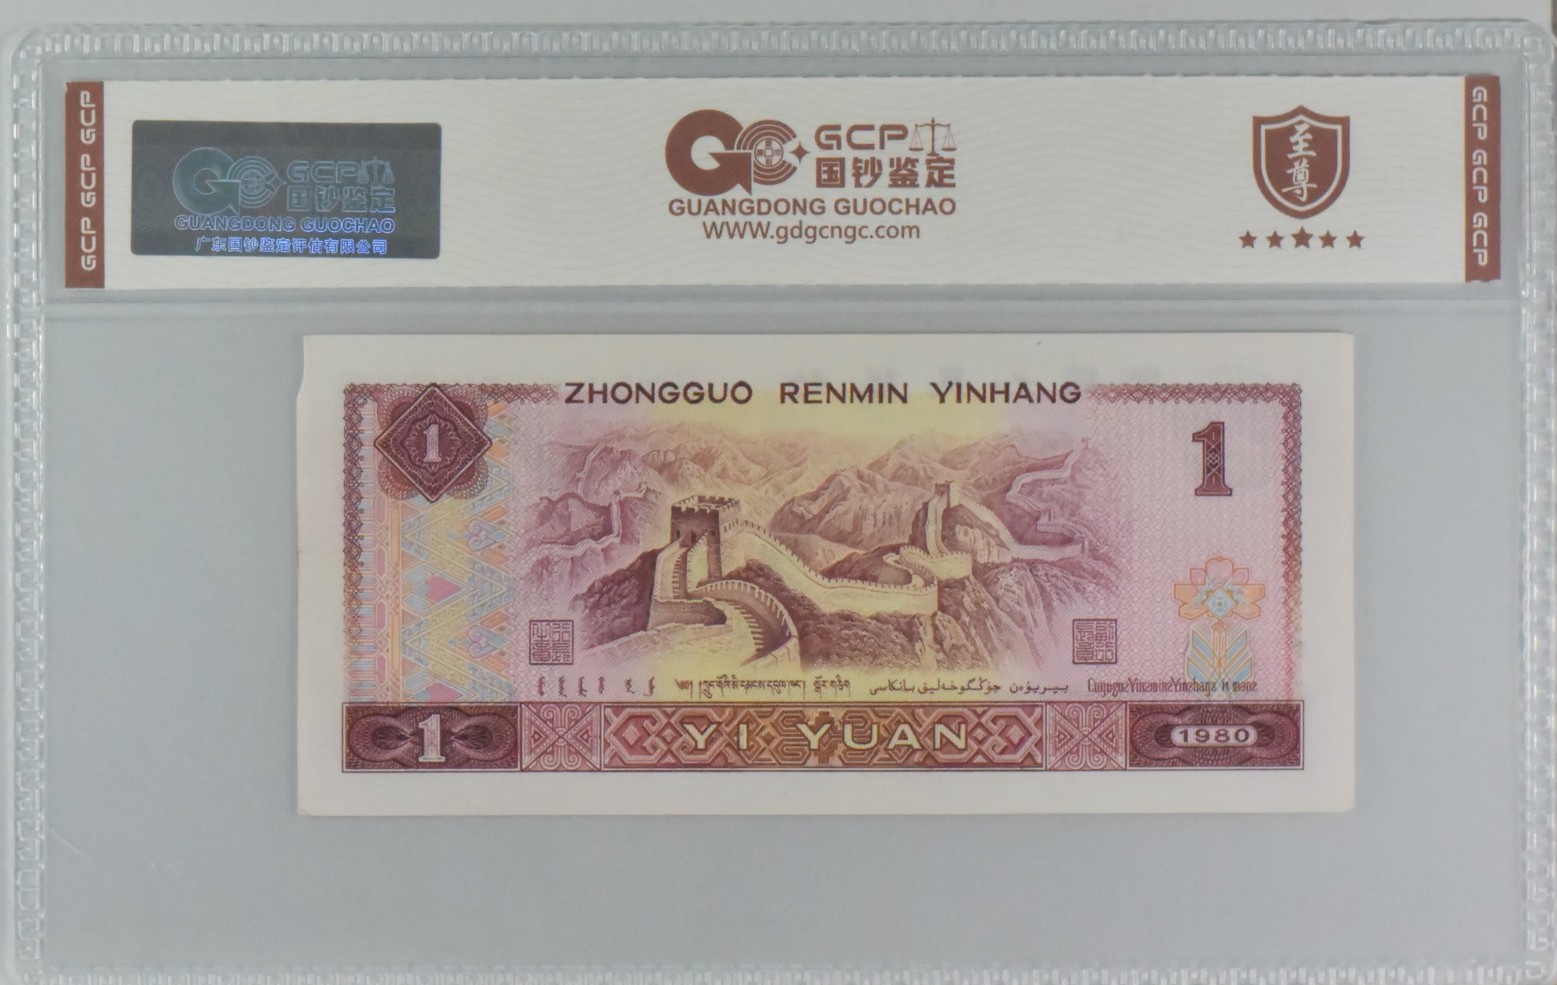 GCP GCP GCP
GCP
国钞鉴定
GUANGDONG GUOCHAO
广东国钞鉴定评估有限公司
GCP
国钞鉴定
GUANGDONG GUOCHAO
WWW.gdgcngc.com
至尊
GCP GCP GCP
ZHONGGUO RENMIN YINHANG
1
1
1
YI YUAN
1980